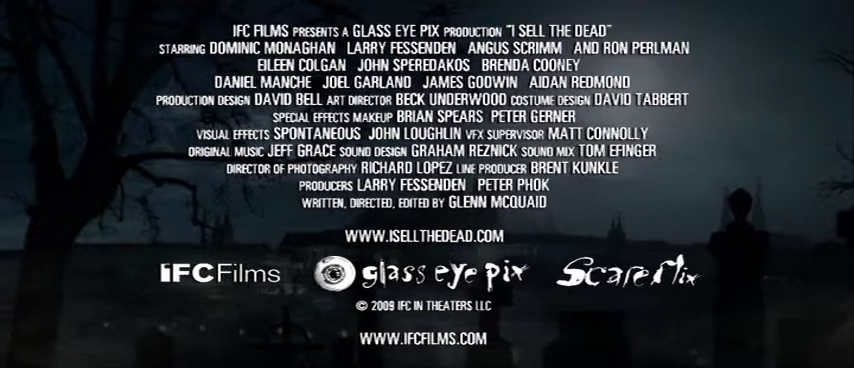 IFC FILMS PRESENTS A GLASS EYE PIX PRODUCTION "I SELL THE DEAD"
STARRING DOMINIC MONAGHAN LARRY FESSENDEN ANGUS SCRIMM AND RON PERLMAN
EILEEN COLGAN JOHN SPEREDAKOS BRENDA COONEY
DANIEL MANCHE JOEL GARLAND JAMES GODWIN AIDAN REDMOND
PRODUCTION DESIGN DAVID BELL ART DIRECTOR BECK UNDERWOOD COSTUME DESIGN DAVID TABBERT
SPECIAL EFFECTS MAKEUP BRIAN SPEARS PETER GERNER
VISUAL EFFECTS SPONTANEOUS JOHN LOUGHLIN VFX SUPERVISOR MATT CONNOLLY
ORIGINAL MUSIC JEFF GRACE SOUND DESIGN GRAHAM REZNICK SOUND MIX TOM EFINGER
DIRECTOR OF PHOTOGRAPHY RICHARD LOPEZ LINE PRODUCER BRENT KUNKLE
PRODUCERS LARRY FESSENDEN PETER PHOK
WRITTEN, DIRECTED, EDITED BY GLENN MCQUAID
WWW.ISELLTHEDEAD.COM
IFC Films glass eye pix Scareflix
© 2009 IFC IN THEATERS LLC
WWW.IFCFILMS.COM